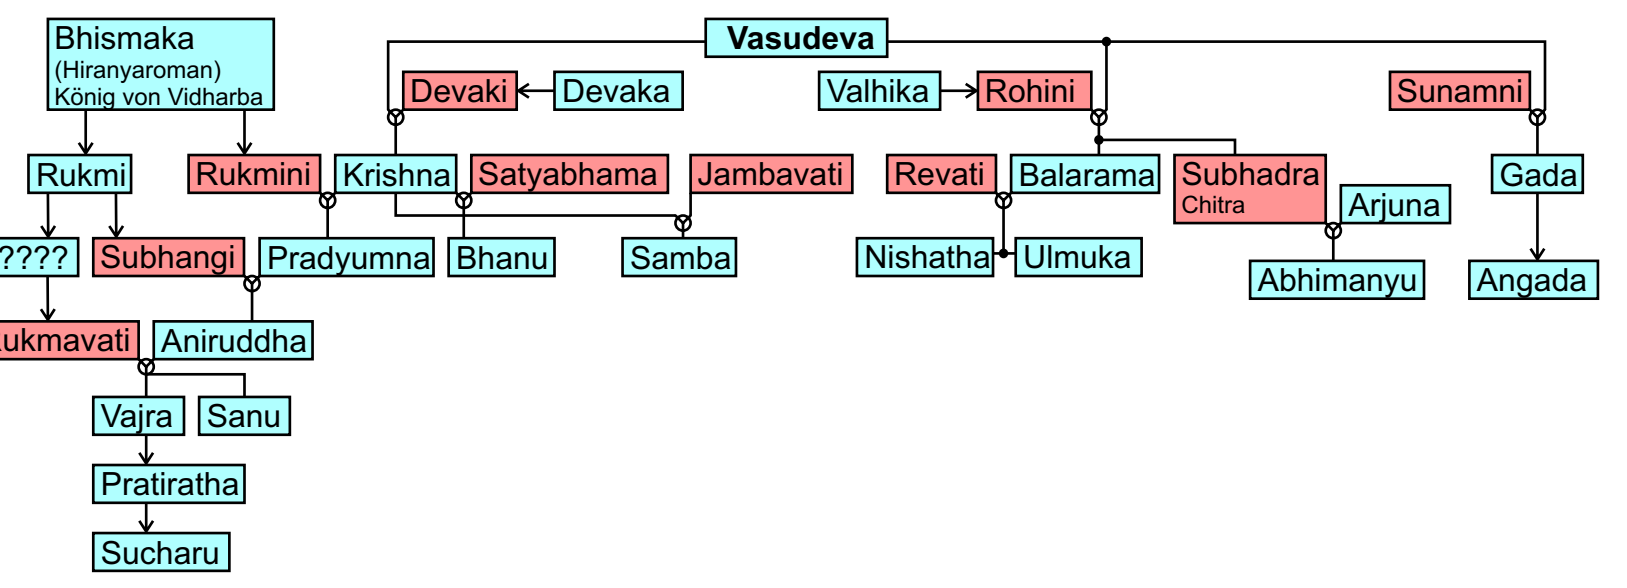 Bhismaka
(Hiranyaroman)
König von Vidharba
Vasudeva
Devaki
Devaka
Valhika
Rohini
Sunamni
Rukmi
Rukmini
Krishna
Satyabhama
Jambavati
Revati
Balarama
Subhadra
Chitra
Arjuna
Gada
????
Subhangi
Pradyumna
Bhanu
Samba
Nishatha
Ulmuka
Abhimanyu
Angada
ukmavati
Aniruddha
Vajra
Sanu
Pratiratha
Sucharu